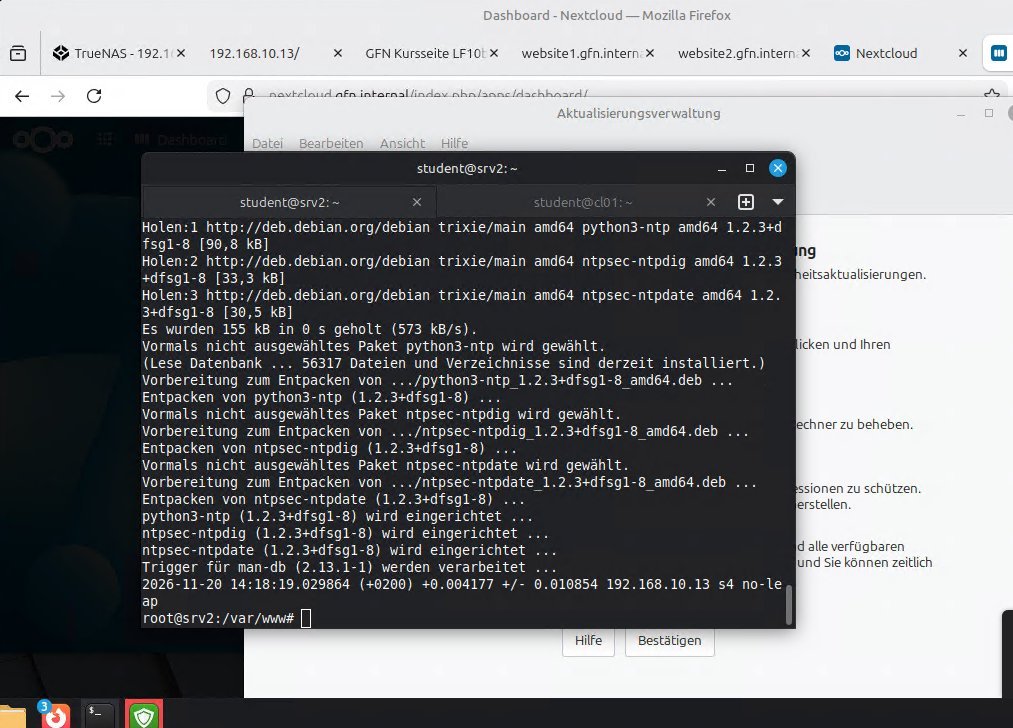 Dashboard - Nextcloud — Mozilla Firefox
TrueNAS - 192.1
192.168.10.13/
GFN Kursseite LF10
website1.gfn.intern
website2.gfn.intern
Nextcloud
nextcloud.gfn.internal/index.php/apps/dashboard/
Aktualisierungsverwaltung
Dashboard
Datei Bearbeiten Ansicht Hilfe
student@srv2: ~
student@srv2: ~
student@cl01: ~
Holen:1 http://deb.debian.org/debian trixie/main amd64 python3-ntp amd64 1.2.3+d
fsg1-8 [90,8 kB]
Holen:2 http://deb.debian.org/debian trixie/main amd64 ntpsec-ntpdig amd64 1.2.3
+dfsg1-8 [33,3 kB]
Holen:3 http://deb.debian.org/debian trixie/main amd64 ntpsec-ntpdate amd64 1.2.
3+dfsg1-8 [30,5 kB]
Es wurden 155 kB in 0 s geholt (573 kB/s).
Vormals nicht ausgewähltes Paket python3-ntp wird gewählt.
(Lese Datenbank ... 56317 Dateien und Verzeichnisse sind derzeit installiert.)
Vorbereitung zum Entpacken von .../python3-ntp_1.2.3+dfsg1-8_amd64.deb ...
Entpacken von python3-ntp (1.2.3+dfsg1-8) ...
Vormals nicht ausgewähltes Paket ntpsec-ntpdig wird gewählt.
Vorbereitung zum Entpacken von .../ntpsec-ntpdig_1.2.3+dfsg1-8_amd64.deb ...
Entpacken von ntpsec-ntpdig (1.2.3+dfsg1-8) ...
Vormals nicht ausgewähltes Paket ntpsec-ntpdate wird gewählt.
Vorbereitung zum Entpacken von .../ntpsec-ntpdate_1.2.3+dfsg1-8_amd64.deb ...
Entpacken von ntpsec-ntpdate (1.2.3+dfsg1-8) ...
python3-ntp (1.2.3+dfsg1-8) wird eingerichtet ...
ntpsec-ntpdig (1.2.3+dfsg1-8) wird eingerichtet ...
ntpsec-ntpdate (1.2.3+dfsg1-8) wird eingerichtet ...
Trigger für man-db (2.13.1-1) werden verarbeitet ...
2026-11-20 14:18:19.029864 (+0200) +0.004177 +/- 0.010854 192.168.10.13 s4 no-le
ap
root@srv2:/var/www#
ng
heitsaktualisierungen.
licken und Ihren
echner zu beheben.
essionen zu schützen.
erstellen.
d alle verfügbaren
und Sie können zeitlich
Hilfe
Bestätigen
3